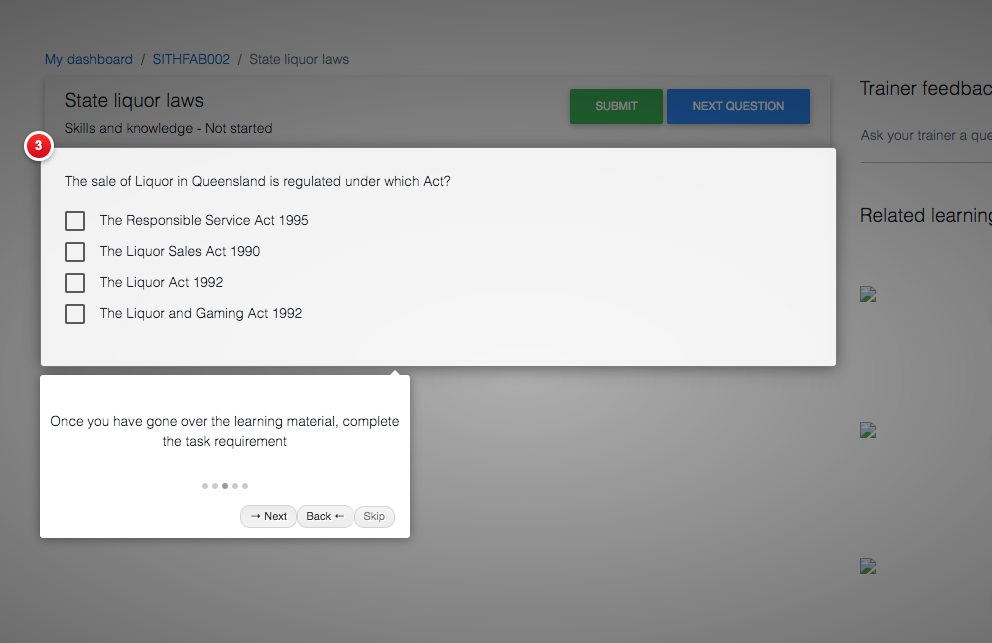 My dashboard / SITHFAB002 / State liquor laws
State liquor laws
Skills and knowledge - Not started
SUBMIT
NEXT QUESTION
Trainer feedbac
Ask your trainer a que
Related learning
3
The sale of Liquor in Queensland is regulated under which Act?
The Responsible Service Act 1995
The Liquor Sales Act 1990
The Liquor Act 1992
The Liquor and Gaming Act 1992
Once you have gone over the learning material, complete
the task requirement
→ Next
Back ←
Skip